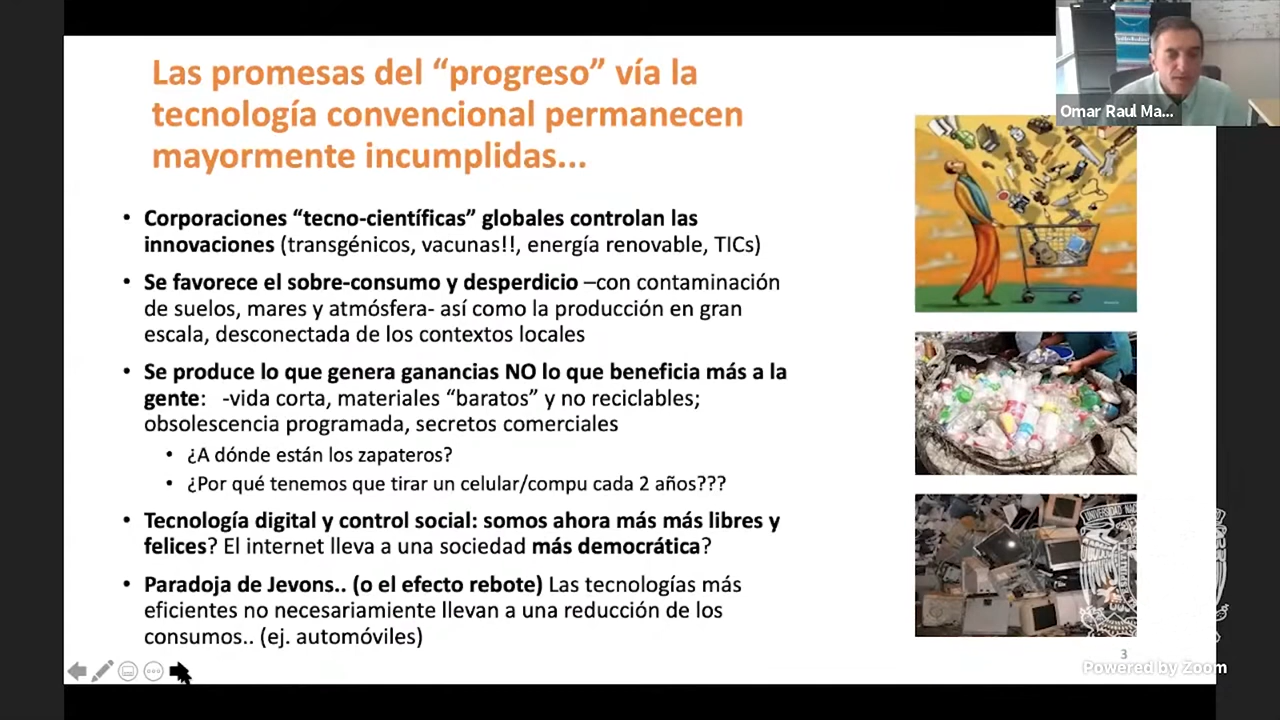 Las promesas del “progreso” vía la
tecnología convencional permanecen
mayormente incumplidas...
Omar Raul Ma...
• Corporaciones “tecno-científicas” globales controlan las
innovaciones (transgénicos, vacunas!!, energía renovable, TICs)
• Se favorece el sobre-consumo y desperdicio –con contaminación
de suelos, mares y atmósfera- así como la producción en gran
escala, desconectada de los contextos locales
• Se produce lo que genera ganancias NO lo que beneficia más a la
gente: -vida corta, materiales “baratos” y no reciclables;
obsolescencia programada, secretos comerciales
• ¿A dónde están los zapateros?
• ¿Por qué tenemos que tirar un celular/compu cada 2 años???
• Tecnología digital y control social: somos ahora más más libres y
felices? El internet lleva a una sociedad más democrática?
• Paradoja de Jevons.. (o el efecto rebote) Las tecnologías más
eficientes no necesariamente llevan a una reducción de los
consumos.. (ej. automóviles)
UNIVERSIDAD NAC
3
Powered by Zoom